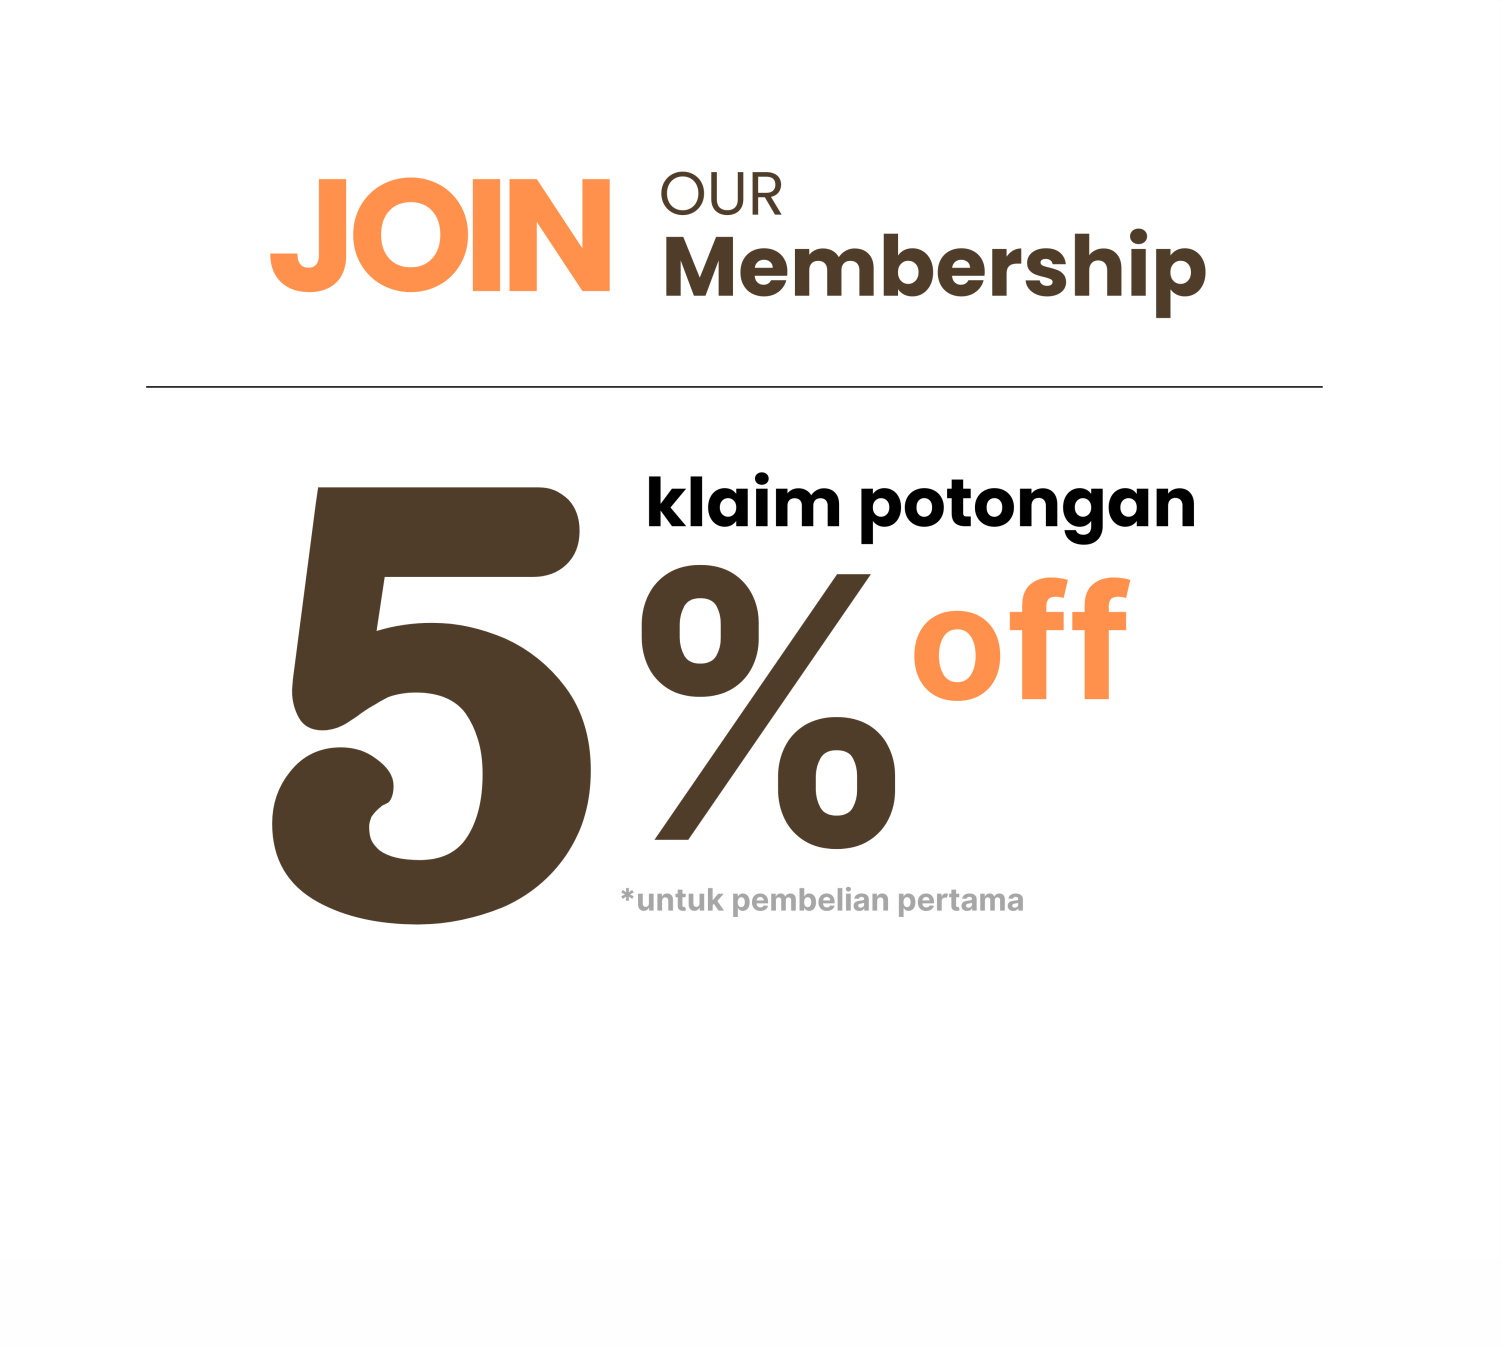 JOIN OUR
Membership
klaim potongan
5% off
*untuk pembelian pertama